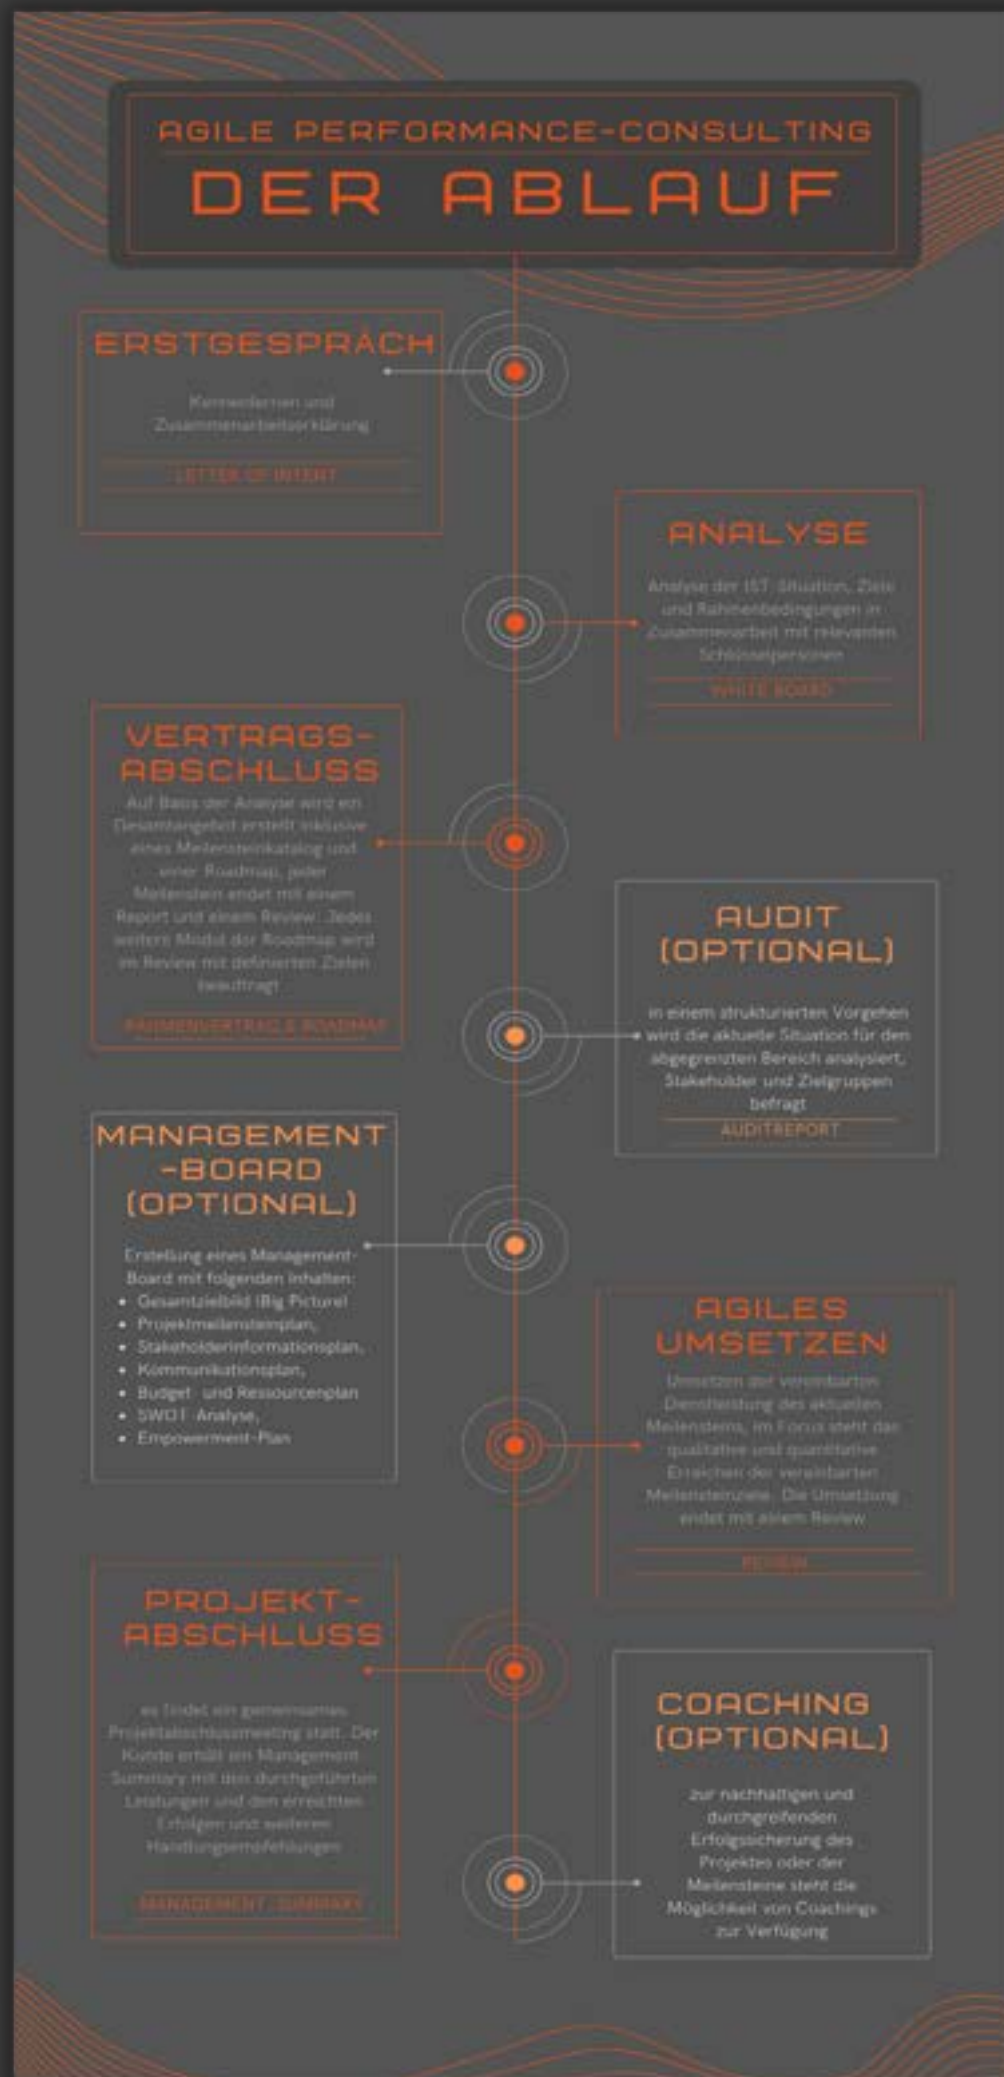 AGILE PERFORMANCE-CONSULTING
DER ABLAUF
ERSTGESPRÄCH
Kennenlernen und
Zusammenarbeitserklärung
LETTER OF INTENT
ANALYSE
Analyse der IST-Situation, Ziele
und Rahmenbedingungen in
Zusammenarbeit mit relevanten
Schlüsselpersonen
WHITE BOARD
VERTRAGS-
ABSCHLUSS
Auf Basis der Analyse wird ein
Gesamtangebot erstellt inklusive
eines Meilensteinkatalog und
einer Roadmap, jeder
Meilenstein endet mit einem
Report und einem Review. Jedes
weitere Modul der Roadmap wird
im Review mit definierten Zielen
beauftragt
RAHMENVERTRAG & ROADMAP
AUDIT
(OPTIONAL)
in einem strukturierten Vorgehen
wird die aktuelle Situation für den
abgegrenzten Bereich analysiert,
Stakeholder und Zielgruppen
befragt
AUDITREPORT
MANAGEMENT
-BOARD
(OPTIONAL)
Erstellung eines Management-
Board mit folgenden Inhalten:
• Gesamtzielbild (Big Picture)
• Projektmeilensteinplan,
• Stakeholderinformationsplan,
• Kommunikationsplan,
• Budget- und Ressourcenplan
• SWOT-Analyse,
• Empowerment-Plan
AGILES
UMSETZEN
Umsetzen der vereinbarten
Dienstleistung des aktuellen
Meilensteins, im Focus steht das
qualitative und quantitative
Erreichen der vereinbarten
Meilensteinziele. Die Umsetzung
endet mit einem Review
REVIEW
PROJEKT-
ABSCHLUSS
es findet ein gemeinsames
Projektabschlussmeeting statt. Der
Kunde erhält ein Management-
Summary mit den durchgeführten
Leistungen und den erreichten
Erfolgen und weiteren
Handlungsempfehlungen
MANAGEMENT-SUMMARY
COACHING
(OPTIONAL)
zur nachhaltigen und
durchgreifenden
Erfolgssicherung des
Projektes oder der
Meilensteine steht die
Möglichkeit von Coachings
zur Verfügung